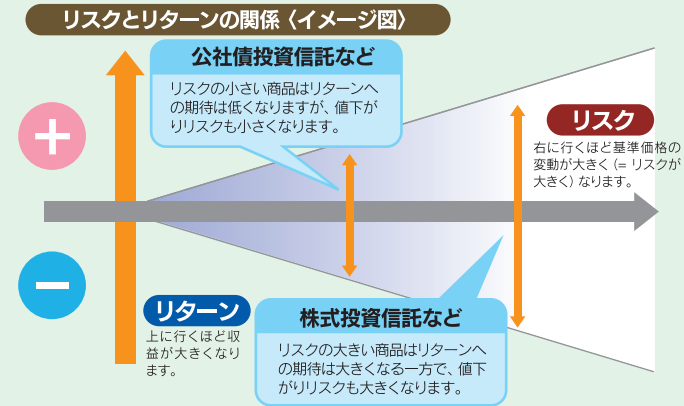 リスクとリターンの関係〈イメージ図〉
公社債投資信託など
リスクの小さい商品はリターンへ
の期待は低くなりますが、値下が
りリスクも小さくなります。
リスク
右に行くほど基準価格の
変動が大きく（= リスクが
大きく）なります。
リターン
上に行くほど収
益が大きくなり
ます。
株式投資信託など
リスクの大きい商品はリターンへ
の期待は大きくなる一方で、値下
がりリスクも大きくなります。